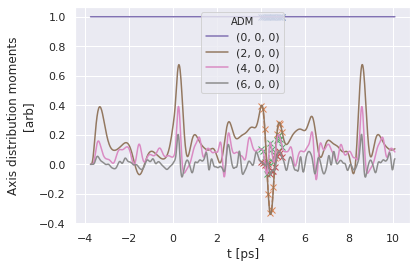 ADM
(0, 0, 0)
(2, 0, 0)
(4, 0, 0)
(6, 0, 0)
Axis distribution moments
[arb]
1.0
0.8
0.6
0.4
0.2
0.0
−0.2
−0.4
−4 −2 0 2 4 6 8 10
t [ps]